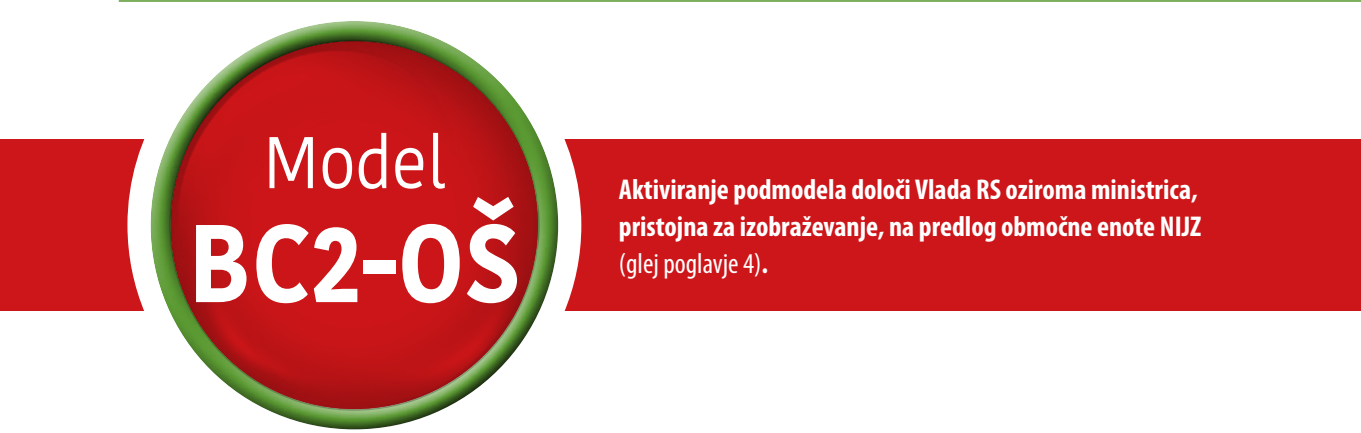 Model
BC2-OŠ
Aktiviranje podmodela določi Vlada RS oziroma ministrica,
pristojna za izobraževanje, na predlog območne enote NIJZ
(glej poglavje 4).